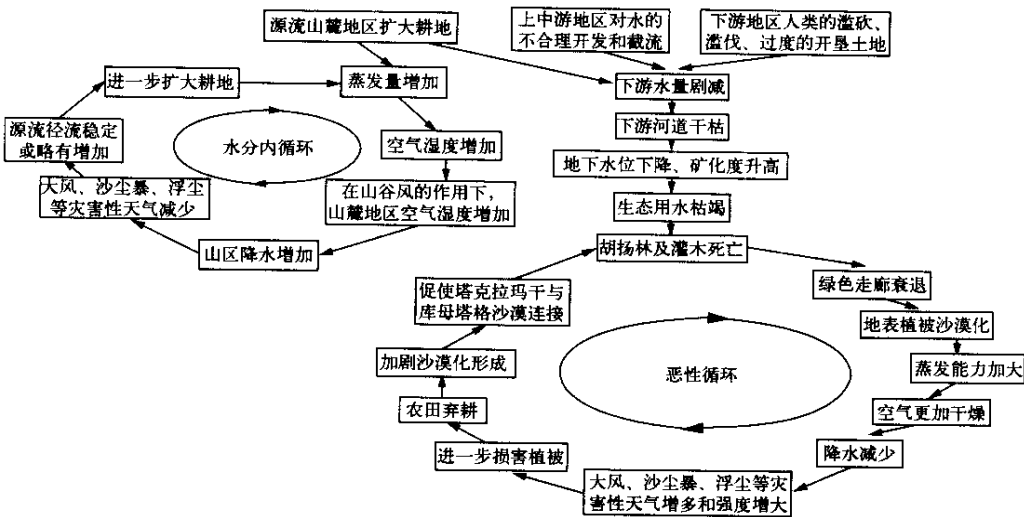 源流山麓地区扩大耕地
上中游地区对水的
不合理开发和截流
下游地区人类的滥砍、
滥伐、过度的开垦土地
进一步扩大耕地
蒸发量增加
下游水量剧减
源流径流稳定
或略有增加
水分内循环
空气湿度增加
下游河道干枯
大风、沙尘暴、浮尘
等灾害性天气减少
在山谷风的作用下，
山麓地区空气湿度增加
地下水位下降、矿化度升高
生态用水枯竭
山区降水增加
胡扬林及灌木死亡
促使塔克拉玛干与
库母塔格沙漠连接
绿色走廊衰退
地表植被沙漠化
加剧沙漠化形成
恶性循环
蒸发能力加大
农田弃耕
空气更加干燥
进一步损害植被
降水减少
大风、沙尘暴、浮尘等灾
害性天气增多和强度增大